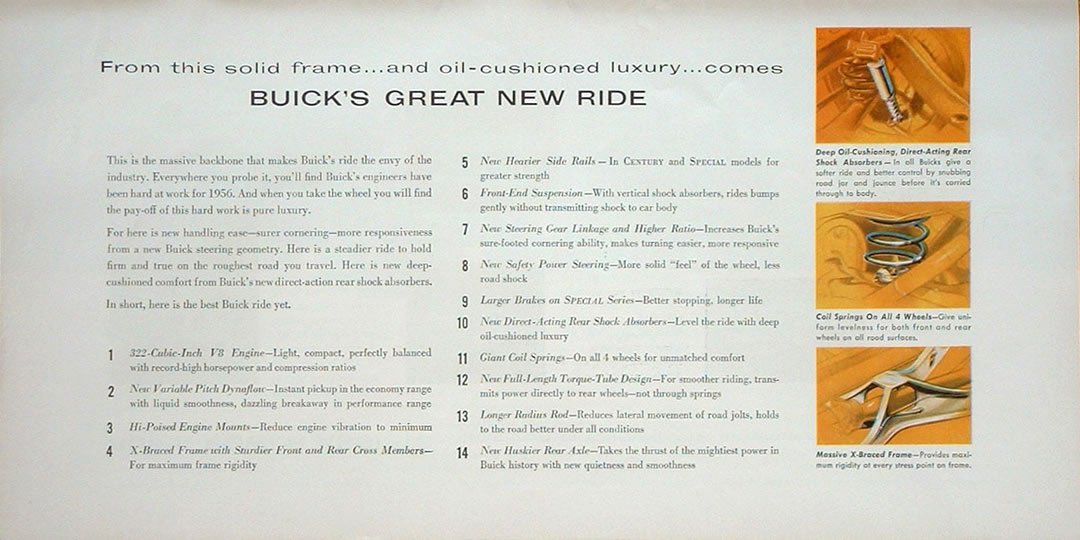 From this solid frame...and oil-cushioned luxury...comes
BUICK'S GREAT NEW RIDE
This is the massive backbone that makes Buick's ride the envy of the
industry. Everywhere you probe it, you'll find Buick's engineers have
been hard at work for 1956. And when you take the wheel you will find
the pay-off of this hard work is pure luxury.
For here is new handling ease—surer cornering—more responsiveness
from a new Buick steering geometry. Here is a steadier ride to hold
firm and true on the roughest road you travel. Here is new deep-
cushioned comfort from Buick's new direct-action rear shock absorbers.
In short, here is the best Buick ride yet.
1 322-Cubic-Inch V8 Engine—Light, compact, perfectly balanced
with record-high horsepower and compression ratios
2 New Variable Pitch Dynaflow—Instant pickup in the economy range
with liquid smoothness, dazzling breakaway in performance range
3 Hi-Poised Engine Mounts—Reduce engine vibration to minimum
4 X-Braced Frame with Sturdier Front and Rear Cross Members—
For maximum frame rigidity
5 New Heavier Side Rails—In CENTURY and SPECIAL models for
greater strength
6 Front-End Suspension—With vertical shock absorbers, rides bumps
gently without transmitting shock to car body
7 New Steering Gear Linkage and Higher Ratio—Increases Buick's
sure-footed cornering ability, makes turning easier, more responsive
8 New Safety Power Steering—More solid "feel" of the wheel, less
road shock
9 Larger Brakes on SPECIAL Series—Better stopping, longer life
10 New Direct-Acting Rear Shock Absorbers—Level the ride with deep
oil-cushioned luxury
11 Giant Coil Springs—On all 4 wheels for unmatched comfort
12 New Full-Length Torque-Tube Design—For smoother riding, trans-
mits power directly to rear wheels—not through springs
13 Longer Radius Rod—Reduces lateral movement of road jolts, holds
to the road better under all conditions
14 New Huskier Rear Axle—Takes the thrust of the mightiest power in
Buick history with new quietness and smoothness
Deep Oil-Cushioning, Direct-Acting Rear
Shock Absorbers—In all Buicks give a
softer ride and better control by snubbing
road jar and jounce before it's carried
through to body.
Coil Springs On All 4 Wheels—Give uni-
form levelness for both front and rear
wheels on all road surfaces.
Massive X-Braced Frame—Provides maxi-
mum rigidity at every stress point on frame.